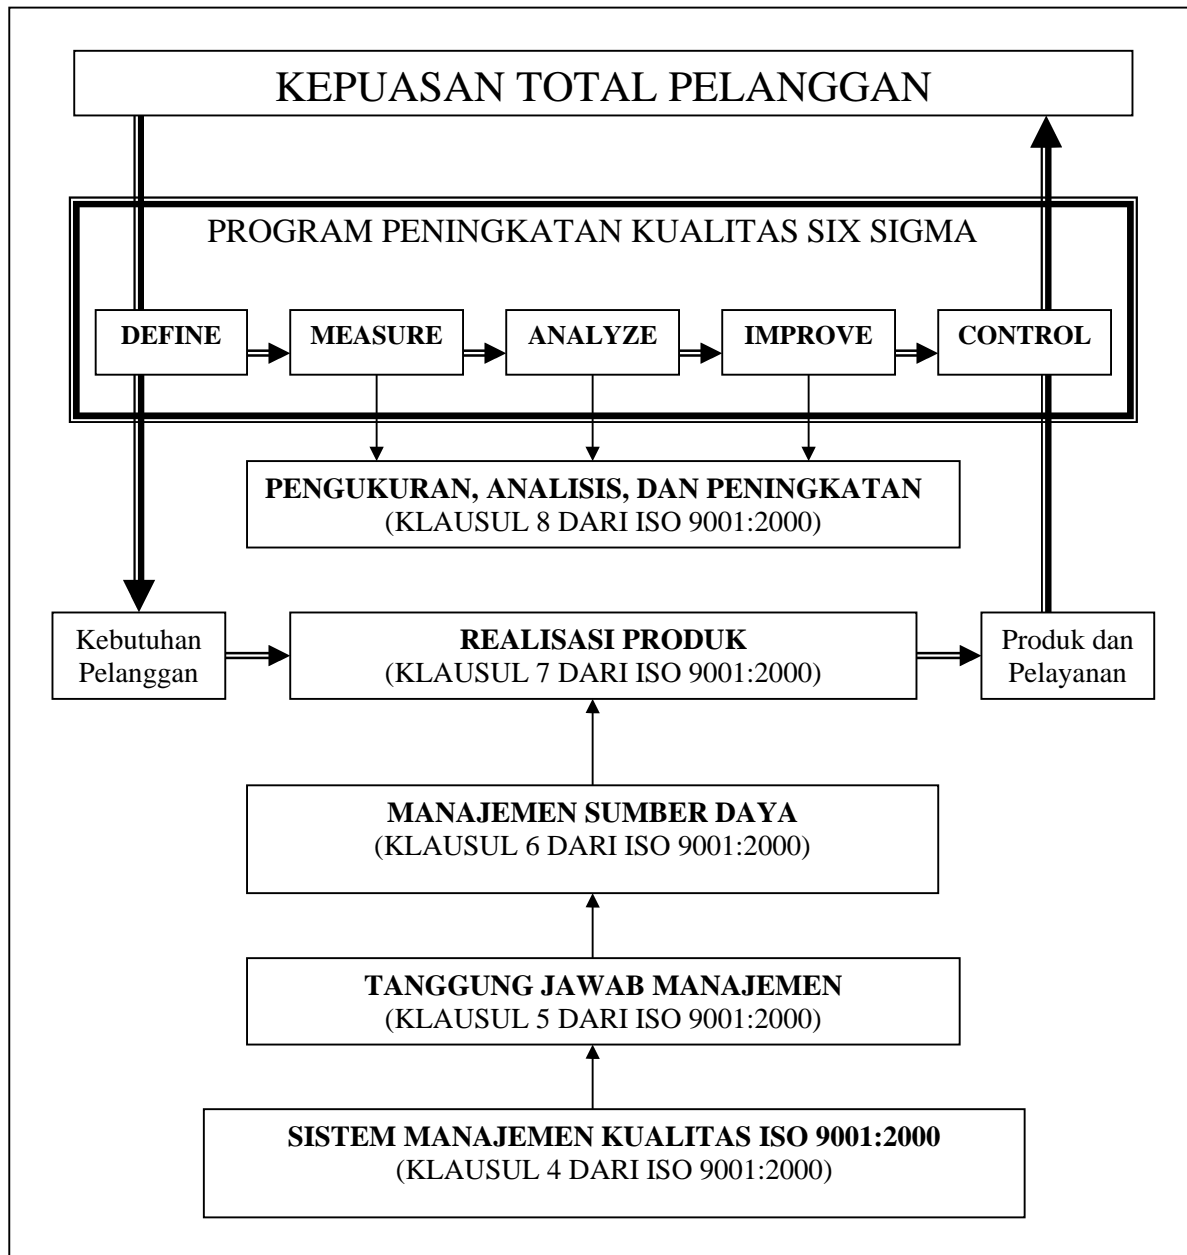 KEPUASAN TOTAL PELANGGAN
PROGRAM PENINGKATAN KUALITAS SIX SIGMA
DEFINE
MEASURE
ANALYZE
IMPROVE
CONTROL
PENGUKURAN, ANALISIS, DAN PENINGKATAN
(KLAUSUL 8 DARI ISO 9001:2000)
Kebutuhan
Pelanggan
REALISASI PRODUK
(KLAUSUL 7 DARI ISO 9001:2000)
Produk dan
Pelayanan
MANAJEMEN SUMBER DAYA
(KLAUSUL 6 DARI ISO 9001:2000)
TANGGUNG JAWAB MANAJEMEN
(KLAUSUL 5 DARI ISO 9001:2000)
SISTEM MANAJEMEN KUALITAS ISO 9001:2000
(KLAUSUL 4 DARI ISO 9001:2000)